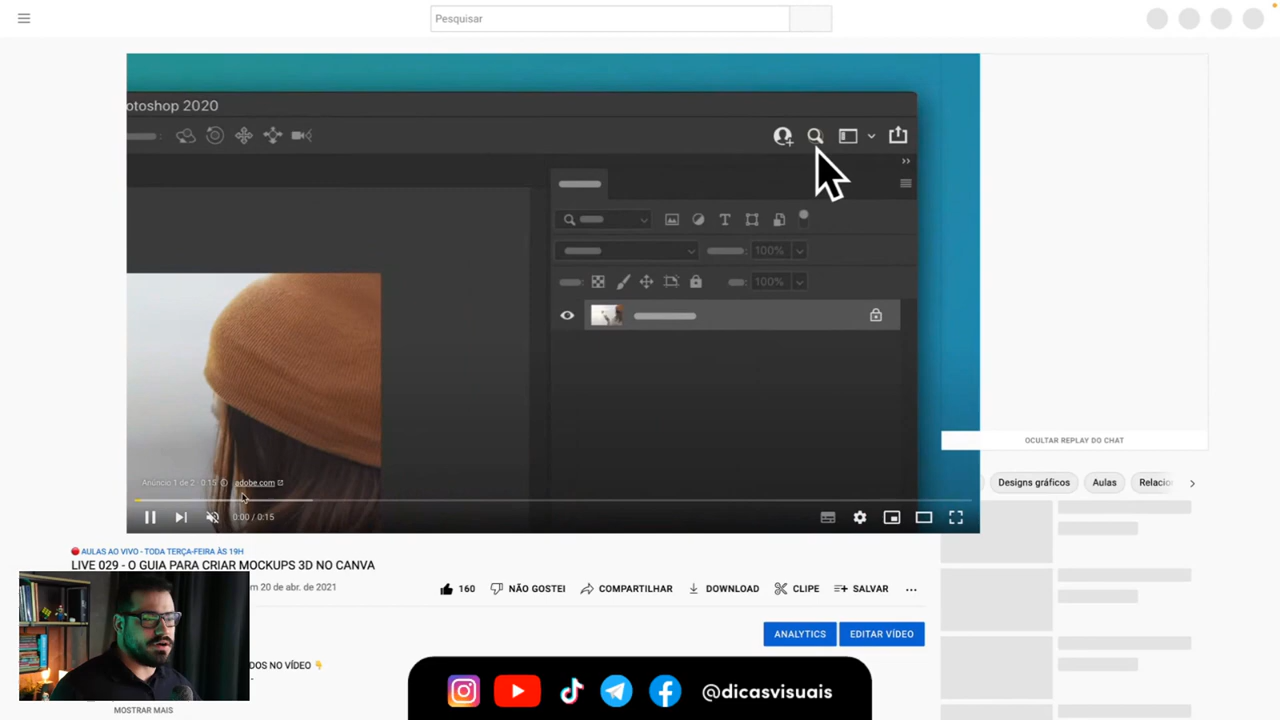 Pesquisar
otoshop 2020
100%
100%
Anúncio 1 de 2 · 0:15 adobe.com
0:00 / 0:15
OCULTAR REPLAY DO CHAT
Designs gráficos Aulas Relacio
AULAS AO VIVO - TODA TERÇA-FEIRA ÀS 19H
LIVE 029 - O GUIA PARA CRIAR MOCKUPS 3D NO CANVA
m 20 de abr. de 2021
160 NÃO GOSTEI COMPARTILHAR DOWNLOAD CLIPE SALVAR
ANALYTICS EDITAR VÍDEO
DOS NO VÍDEO 👇
@dicasvisuais
MOSTRAR MAIS